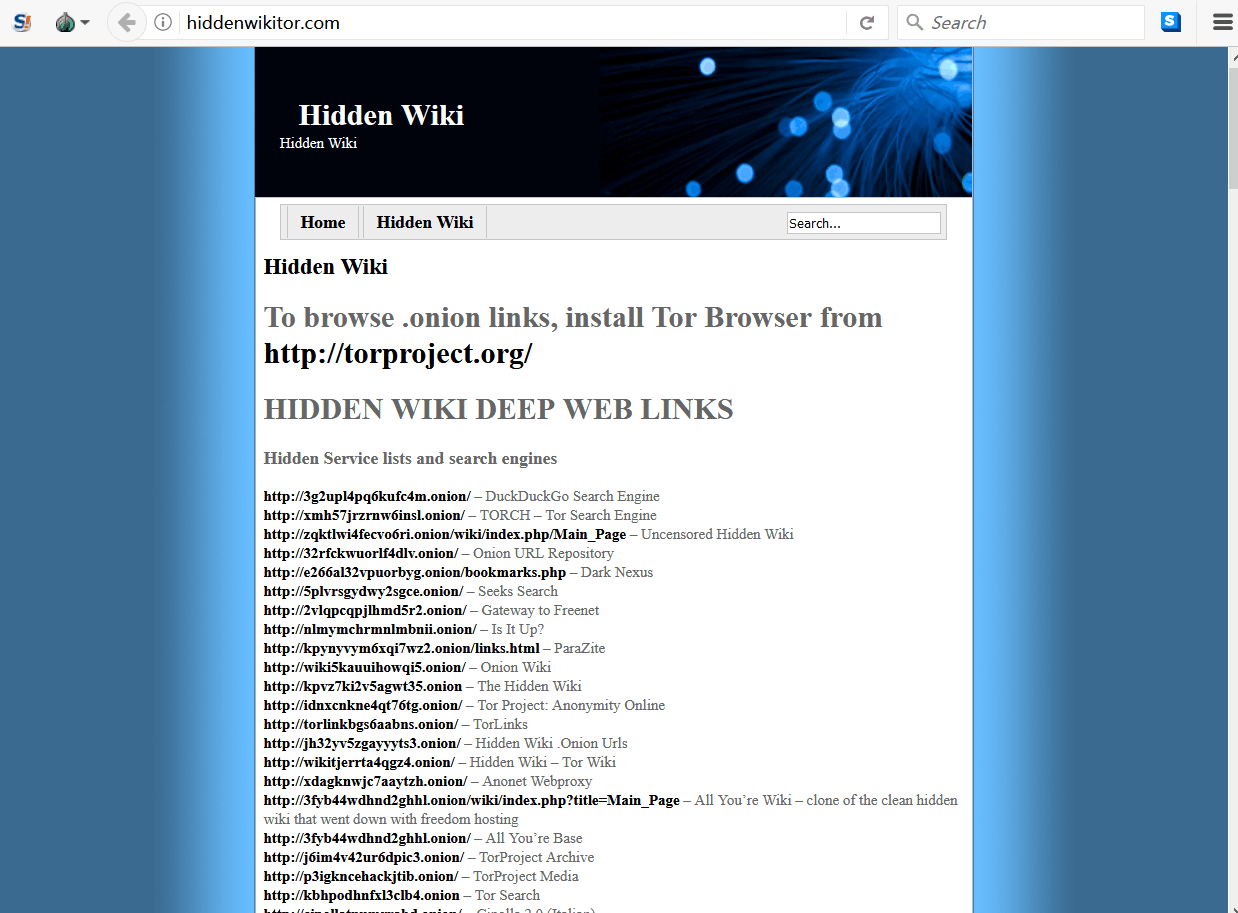 hiddenwikitor.com
Search
Hidden Wiki
Hidden Wiki
Home Hidden Wiki Search...
Hidden Wiki
To browse .onion links, install Tor Browser from
http://torproject.org/
HIDDEN WIKI DEEP WEB LINKS
Hidden Service lists and search engines
http://3g2upl4pq6kufc4m.onion/ – DuckDuckGo Search Engine
http://xmh57jrzrnw6insl.onion/ – TORCH – Tor Search Engine
http://zqktlwi4fecvo6ri.onion/wiki/index.php/Main_Page – Uncensored Hidden Wiki
http://32rfckwuorlf4dlv.onion/ – Onion URL Repository
http://e266al32vpuorbyg.onion/bookmarks.php – Dark Nexus
http://5plvrsgydwy2sgce.onion/ – Seeks Search
http://2vlqpcqpjlhmd5r2.onion/ – Gateway to Freenet
http://nlmymchrmnlmbnii.onion/ – Is It Up?
http://kpynyvym6xqi7wz2.onion/links.html – ParaZite
http://wiki5kauuihowqi5.onion/ – Onion Wiki
http://kpvz7ki2v5agwt35.onion – The Hidden Wiki
http://idnxcnkne4qt76tg.onion/ – Tor Project: Anonymity Online
http://torlinkbgs6aabns.onion/ – TorLinks
http://jh32yv5zgayyyts3.onion/ – Hidden Wiki .Onion Urls
http://wikitjerrta4qgz4.onion/ – Hidden Wiki – Tor Wiki
http://xdagknwjc7aaytzh.onion/ – Anonet Webproxy
http://3fyb44wdhnd2ghhl.onion/wiki/index.php?title=Main_Page – All You’re Wiki – clone of the clean hidden
wiki that went down with freedom hosting
http://3fyb44wdhnd2ghhl.onion/ – All You’re Base
http://j6im4v42ur6dpic3.onion/ – TorProject Archive
http://p3igkncehackjtib.onion/ – TorProject Media
http://kbhpodhnfxl3clb4.onion – Tor Search